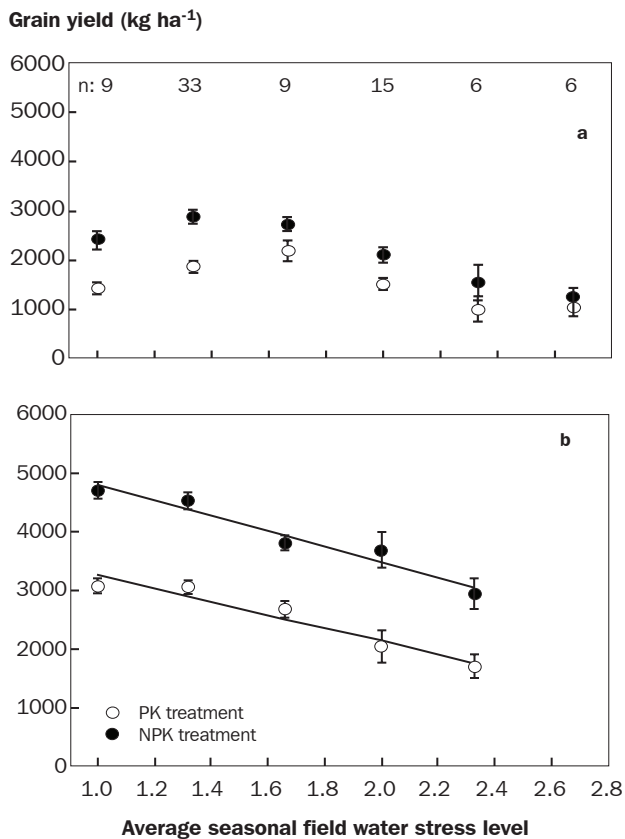 Grain yield (kg ha-1)
6000
n: 9 33 9 15 6 6
5000
a
4000
3000
2000
1000
0
6000
b
5000
4000
3000
2000
1000
PK treatment
NPK treatment
0
1.0 1.2 1.4 1.6 1.8 2.0 2.2 2.4 2.6 2.8
Average seasonal field water stress level